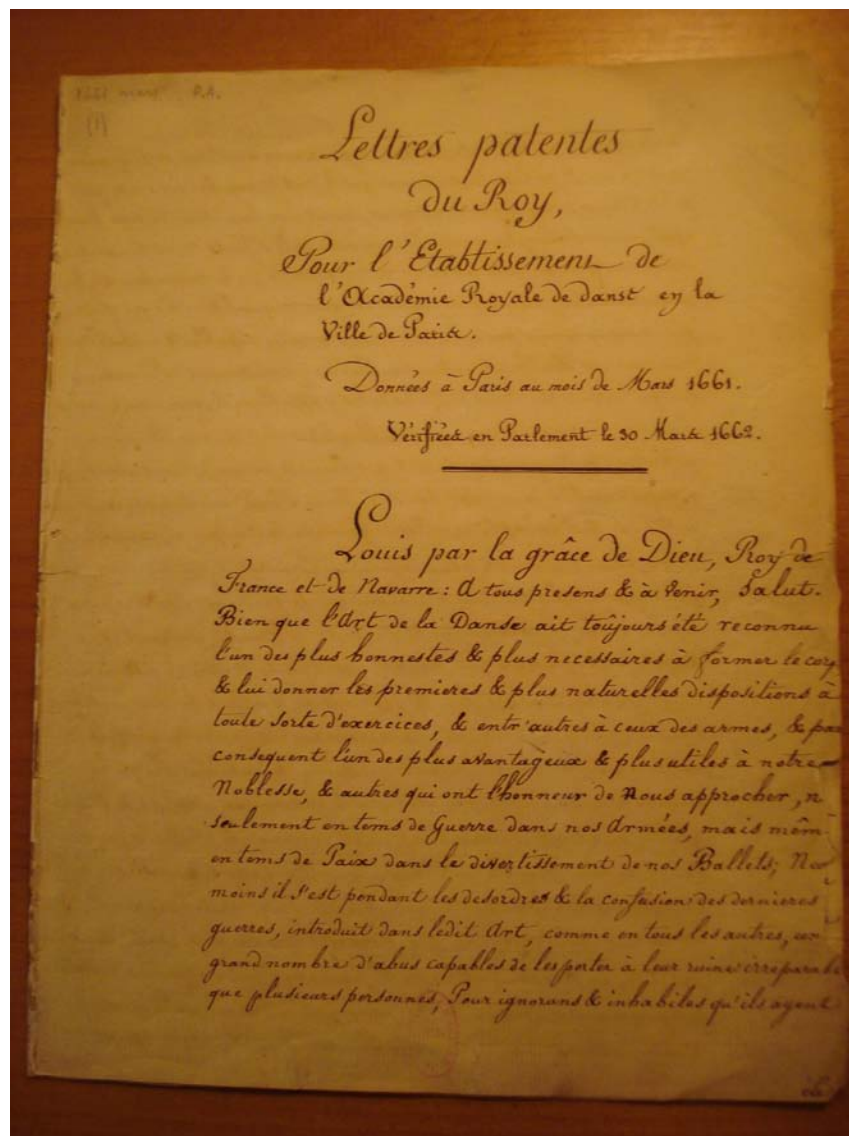 1661 mars P.A.
(1)
Lettres patentes
du Roy,
Pour l'Etablissement de
l'Académie Royale de danse en la
Ville de Paris.
Données à Paris au mois de Mars 1661.
Vérifiées en Parlement le 30 Mars 1662.
Louis par la grâce de Dieu, Roy de
France et de Navarre : A tous presens & à venir, Salut.
Bien que l'Art de la Danse ait toûjours été reconnu
l'un des plus honnestes & plus necessaires à former le corp
& lui donner les premieres & plus naturelles dispositions à
toute sorte d'exercices, & entr'autres à ceux des armes, & par
consequent l'un des plus avantageux & plus utiles à notre
Noblesse, & autres qui ont l'honneur de Nous approcher, n
seulement en tems de Guerre dans nos Armées, mais mêm
en tems de Paix dans le divertissement de nos Ballets; Ne
moins il s'est pendant les desordres & la confusion des dernieres
guerres, introduit dans ledit Art, comme en tous les autres, un
grand nombre d'abus capables de les porter à leur ruine irreparable
que plusieurs personnes, Pour ignorans & inhabiles qu'ils ayent